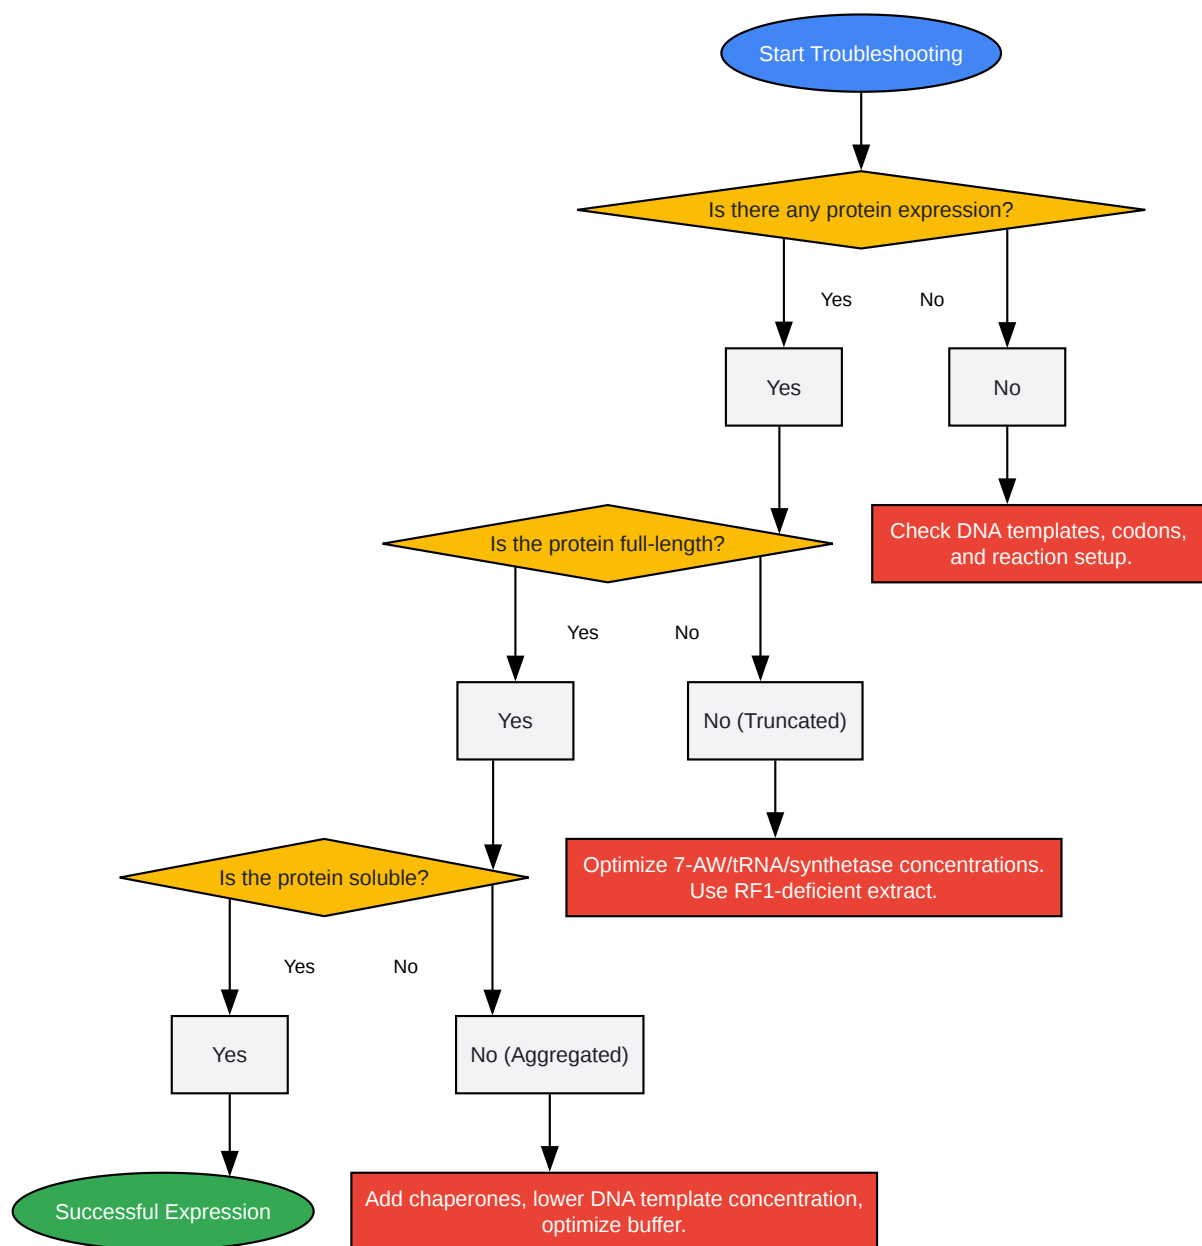 Start Troubleshooting
Is there any protein expression?
Yes
No
Yes
No
Check DNA templates, codons,
and reaction setup.
Is the protein full-length?
Yes
No
Yes
No (Truncated)
Optimize 7-AW/tRNA/synthetase concentrations.
Use RF1-deficient extract.
Is the protein soluble?
Yes
No
Yes
No (Aggregated)
Successful Expression
Add chaperones, lower DNA template concentration,
optimize buffer.